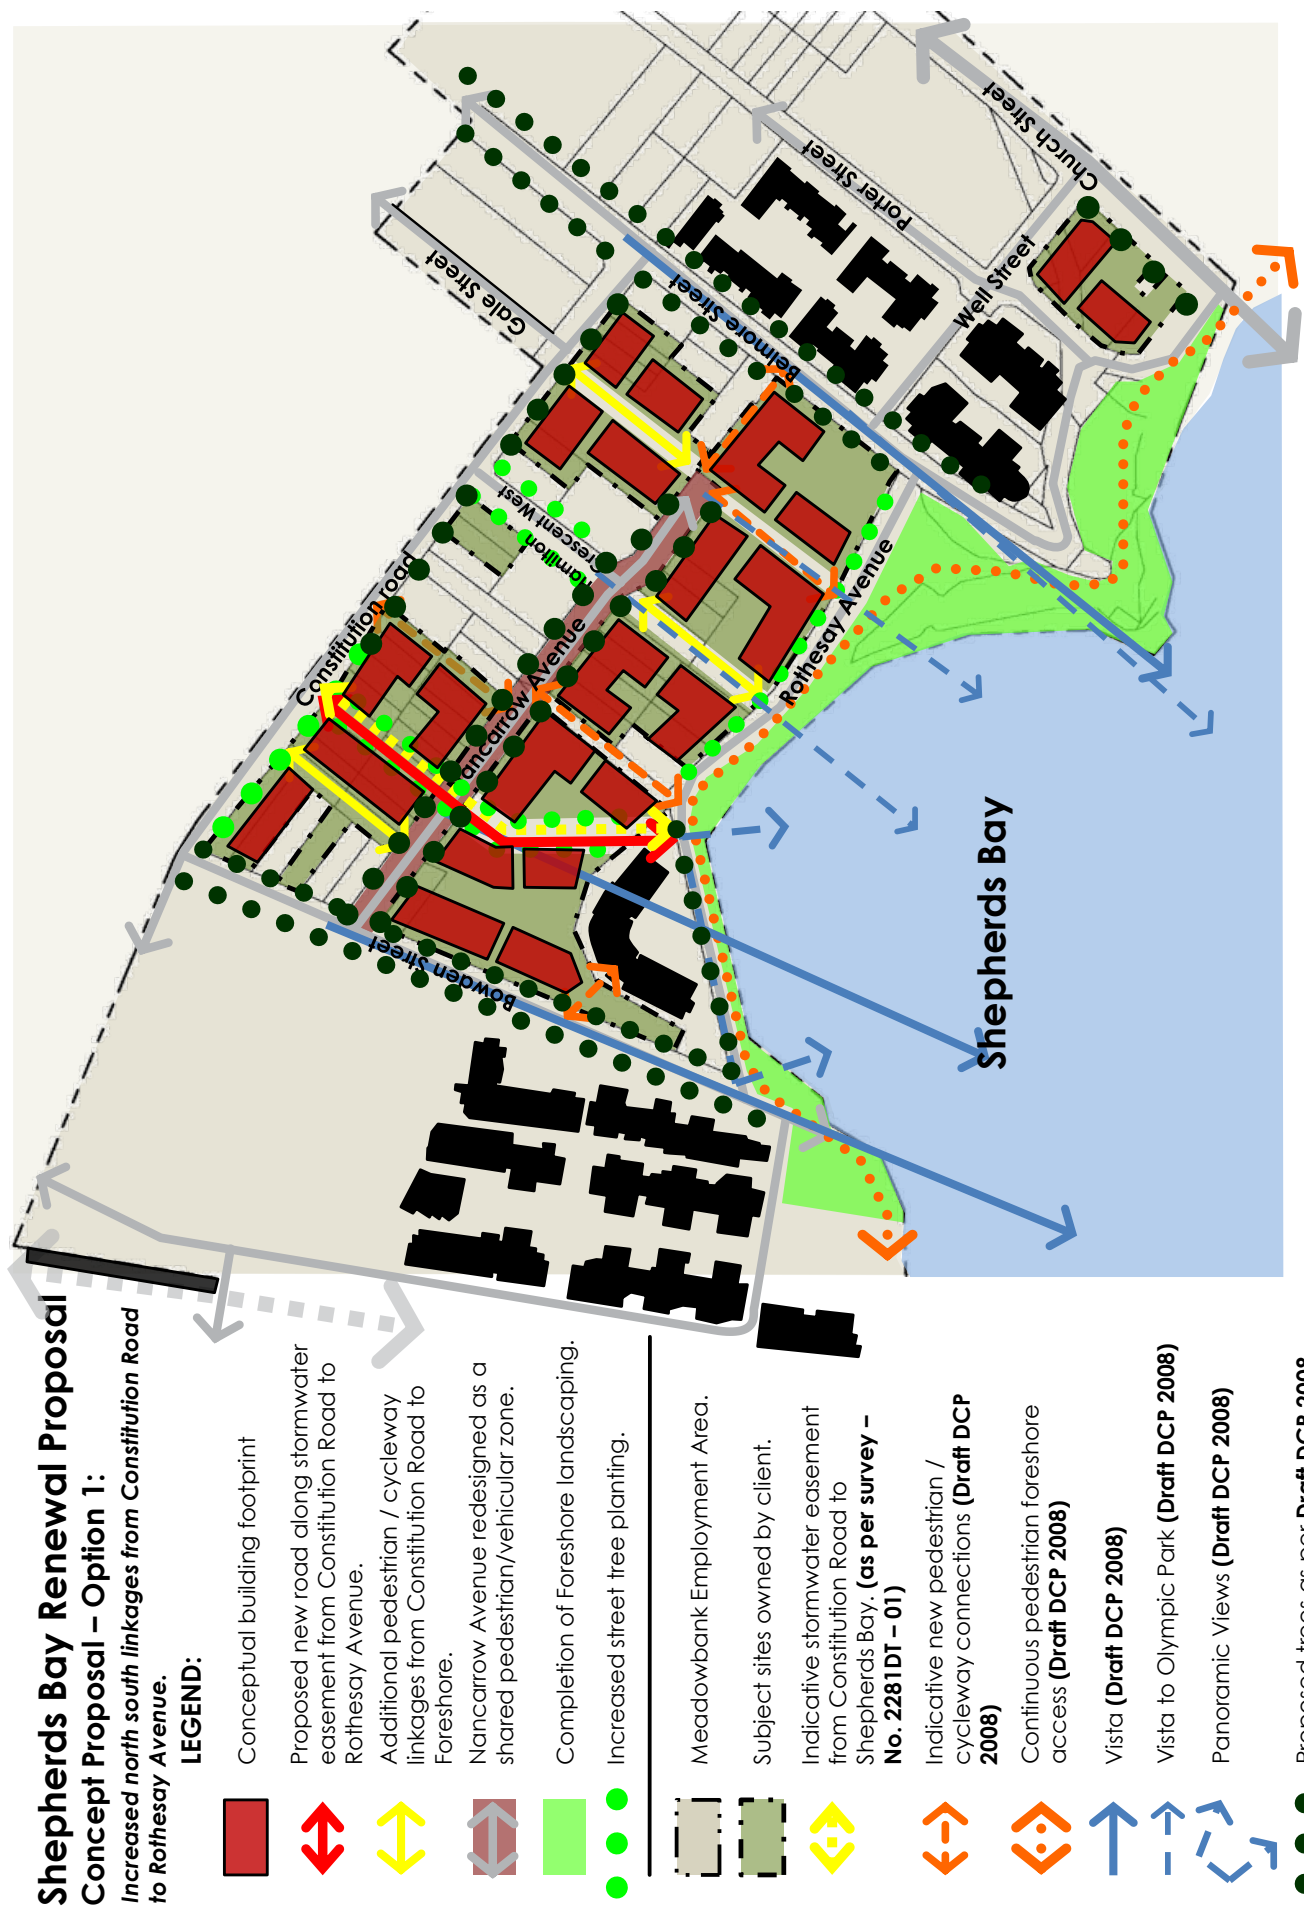 Shepherds Bay Renewal Proposal
Concept Proposal – Option 1:
Increased north south linkages from Constitution Road
to Rothesay Avenue.
LEGEND:
Conceptual building footprint
Proposed new road along stormwater
easement from Constitution Road to
Rothesay Avenue.
Additional pedestrian / cycleway
linkages from Constitution Road to
Foreshore.
Nancarrow Avenue redesigned as a
shared pedestrian/vehicular zone.
Completion of Foreshore landscaping.
Increased street tree planting.
Meadowbank Employment Area.
Subject sites owned by client.
Indicative stormwater easement
from Constitution Road to
Shepherds Bay. (as per survey –
No. 2281DT – 01)
Indicative new pedestrian /
cycleway connections (Draft DCP
2008)
Continuous pedestrian foreshore
access (Draft DCP 2008)
Vista (Draft DCP 2008)
Vista to Olympic Park (Draft DCP 2008)
Panoramic Views (Draft DCP 2008)
Proposed trees as per Draft DCP 2008
Constitution road
Gale Street
Hamilton
Crescent West
Nancarrow Avenue
Bowden Street
Belmore Street
Rothesay Avenue
Porter Street
Well Street
Church Street
Shepherds Bay